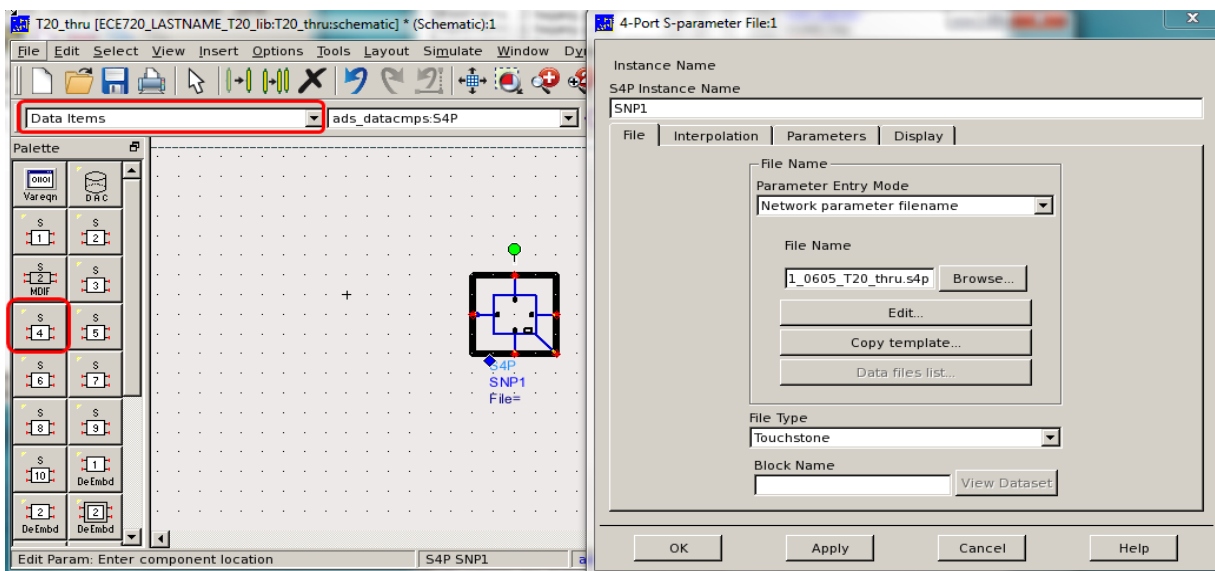 T20_thru [ECE720_LASTNAME_T20_lib:T20_thru:schematic] * (Schematic):1
File Edit Select View Insert Options Tools Layout Simulate Window
Data Items ads_datacmps:S4P
Palette
Vareqn DAC
S 1 S 2
S 2 MDIF S 3
S 4 S 5
S 6 S 7
S 8 S 9
S 10 1 DeEmbd
2 DeEmbd 2 DeEmbd
S4P
SNP1
File=
Edit Param: Enter component location S4P SNP1
4-Port S-parameter File:1
Instance Name
S4P Instance Name
SNP1
File Interpolation Parameters Display
File Name
Parameter Entry Mode
Network parameter filename
File Name
1_0605_T20_thru.s4p Browse...
Edit...
Copy template...
Data files list...
File Type
Touchstone
Block Name
View Dataset
OK Apply Cancel Help